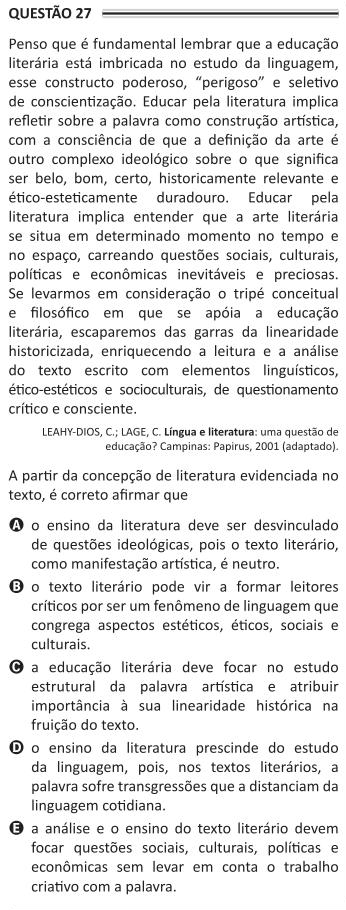 QUESTÃO 27
Penso que é fundamental lembrar que a educação
literária está imbricada no estudo da linguagem,
esse constructo poderoso, “perigoso” e seletivo
de conscientização. Educar pela literatura implica
refletir sobre a palavra como construção artística,
com a consciência de que a definição da arte é
outro complexo ideológico sobre o que significa
ser belo, bom, certo, historicamente relevante e
ético-esteticamente duradouro. Educar pela
literatura implica entender que a arte literária
se situa em determinado momento no tempo e
no espaço, carreando questões sociais, culturais,
políticas e econômicas inevitáveis e preciosas.
Se levarmos em consideração o tripé conceitual
e filosófico em que se apóia a educação
literária, escaparemos das garras da linearidade
historicizada, enriquecendo a leitura e a análise
do texto escrito com elementos linguísticos,
ético-estéticos e socioculturais, de questionamento
crítico e consciente.
LEAHY-DIOS, C.; LAGE, C. Língua e literatura: uma questão de
educação? Campinas: Papirus, 2001 (adaptado).
A partir da concepção de literatura evidenciada no
texto, é correto afirmar que
A o ensino da literatura deve ser desvinculado
de questões ideológicas, pois o texto literário,
como manifestação artística, é neutro.
B o texto literário pode vir a formar leitores
críticos por ser um fenômeno de linguagem que
congrega aspectos estéticos, éticos, sociais e
culturais.
C a educação literária deve focar no estudo
estrutural da palavra artística e atribuir
importância à sua linearidade histórica na
fruição do texto.
D o ensino da literatura prescinde do estudo
da linguagem, pois, nos textos literários, a
palavra sofre transgressões que a distanciam da
linguagem cotidiana.
E a análise e o ensino do texto literário devem
focar questões sociais, culturais, políticas e
econômicas sem levar em conta o trabalho
criativo com a palavra.